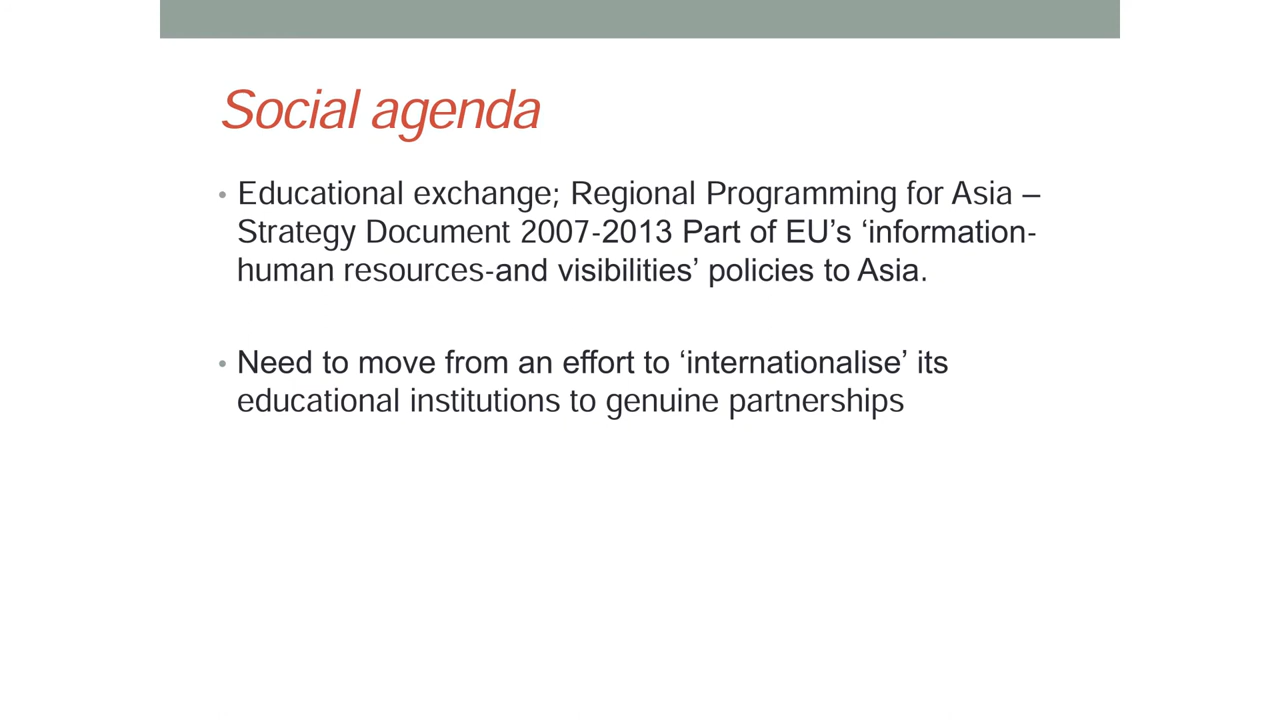 Social agenda
• Educational exchange; Regional Programming for Asia –
Strategy Document 2007-2013 Part of EU’s ‘information-
human resources-and visibilities’ policies to Asia.
• Need to move from an effort to ‘internationalise’ its
educational institutions to genuine partnerships